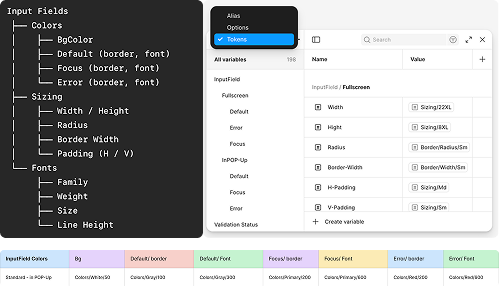 Input Fields
Colors
BgColor
Default (border, font)
Focus (border, font)
Error (border, font)
Sizing
Width / Height
Radius
Border Width
Padding (H / V)
Fonts
Family
Weight
Size
Line Height
Alias
Options
✓ Tokens
Search
All variables 198
Name Value
InputField
Fullscreen
Default
Error
Focus
InPOP-Up
Default
Focus
Error
Validation Status
InputField / Fullscreen
Width Sizing/22XL
Hight Sizing/8XL
Radius Border/Radius/Sm
Border-Width Border/Width/Sm
H-Padding Sizing/Md
V-Padding Sizing/Sm
+ Create variable
InputField Colors Bg Default/ border Default/ Font Focus/ border Focus/ Font Error/ border Error/ Font
Standard - in POP-Up Colors/White/50 Colors/Gray/100 Colors/Gray/300 Colors/Primary/200 Colors/Primary/600 Colors/Red/200 Colors/Red/600